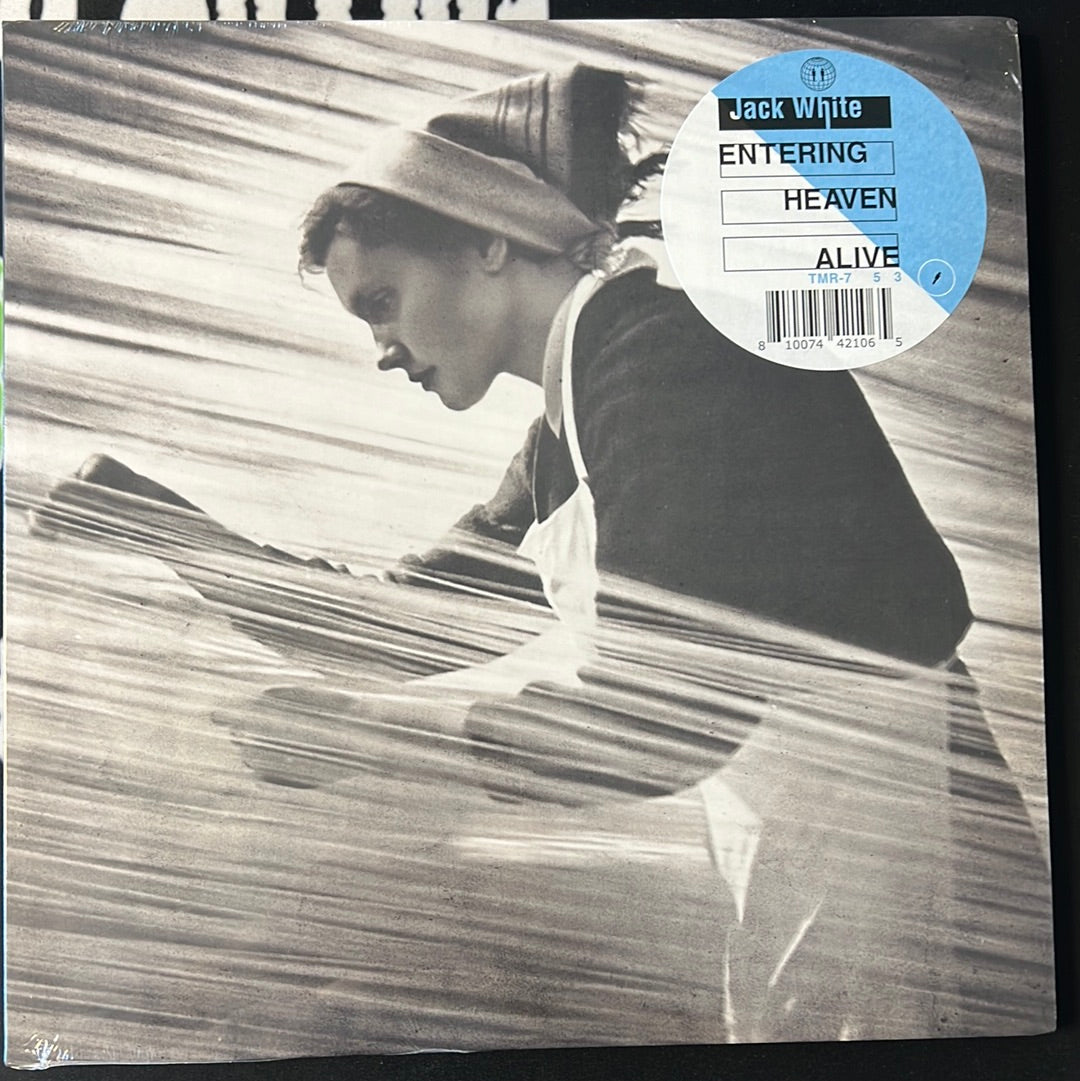 Jack White
ENTERING
HEAVEN
ALIVE
TMR-7 5 3
8 10074 42106 5